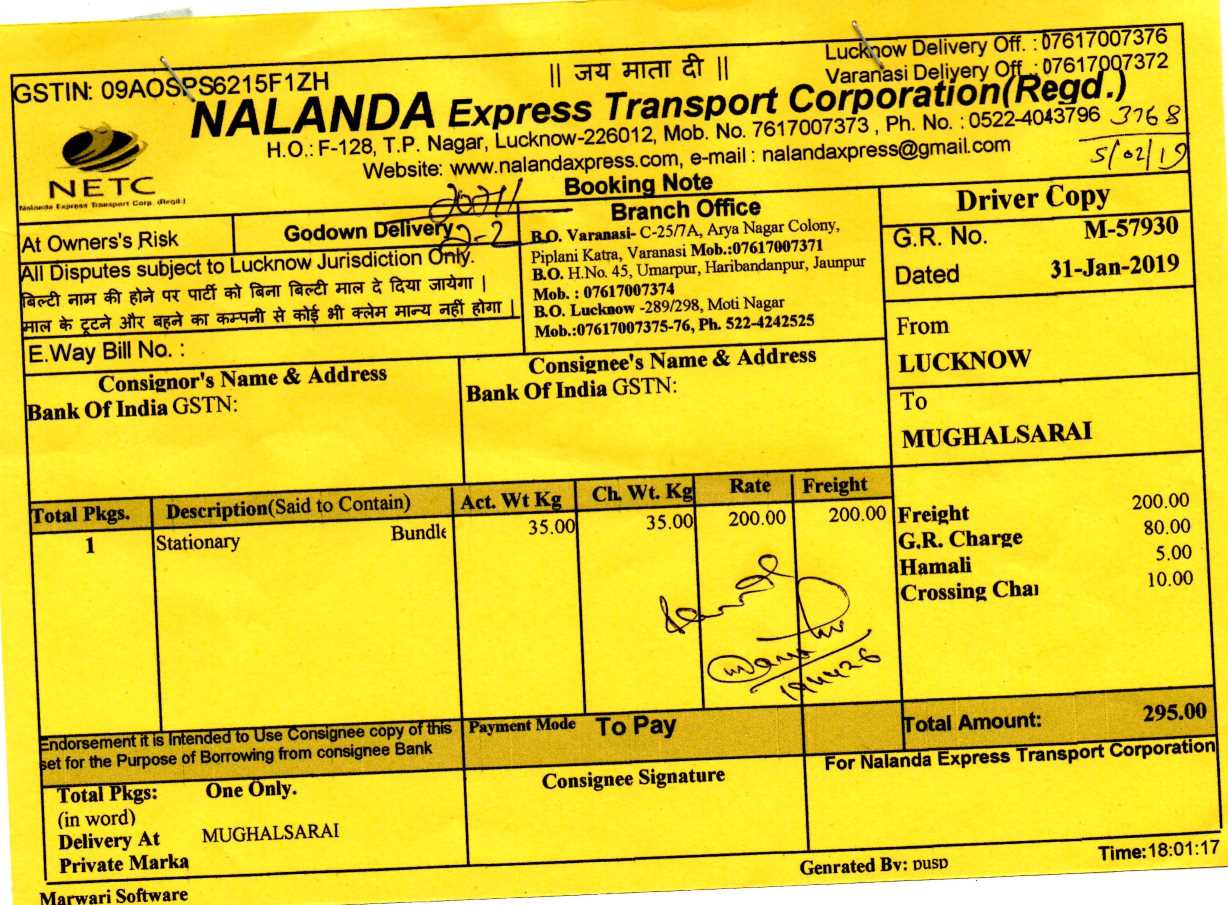 Lucknow Delivery Off. : 07617007376
GSTIN: 09AOSPS6215F1ZH
|| जय माता दी ||
Varanasi Delivery Off. : 07617007372
NALANDA Express Transport Corporation(Regd.)
H.O.: F-128, T.P. Nagar, Lucknow-226012, Mob. No. 7617007373 , Ph. No. : 0522-4043796
3768
Website: www.nalandaxpress.com, e-mail : nalandaxpress@gmail.com
5/02/19
NETC
Nalanda Express Transport Corp. (Regd.)
Booking Note
At Owners's Risk
Godown Delivery
All Disputes subject to Lucknow Jurisdiction Only.
बिल्टी नाम की होने पर पार्टी को बिना बिल्टी माल दे दिया जायेगा |
माल के टूटने और बहने का कम्पनी से कोई भी क्लेम मान्य नहीं होगा |
E.Way Bill No. :
Branch Office
B.O. Varanasi- C-25/7A, Arya Nagar Colony,
Piplani Katra, Varanasi Mob.:07617007371
B.O. H.No. 45, Umarpur, Haribandanpur, Jaunpur
Mob. : 07617007374
B.O. Lucknow -289/298, Moti Nagar
Mob.:07617007375-76, Ph. 522-4242525
Driver Copy
G.R. No. M-57930
Dated 31-Jan-2019
From
LUCKNOW
To
MUGHALSARAI
Consignor's Name & Address
Bank Of India GSTN:
Consignee's Name & Address
Bank Of India GSTN:
Total Pkgs. Description(Said to Contain) Act. Wt Kg Ch. Wt. Kg Rate Freight
1 Stationary Bundle 35.00 35.00 200.00 200.00
Freight 200.00
G.R. Charge 80.00
Hamali 5.00
Crossing Char 10.00
194426
Endorsement it is Intended to Use Consignee copy of this
set for the Purpose of Borrowing from consignee Bank
Payment Mode To Pay
Total Amount: 295.00
Total Pkgs: One Only.
(in word)
Delivery At MUGHALSARAI
Private Marka
Consignee Signature
For Nalanda Express Transport Corporation
Genrated By: pusp
Time:18:01:17
Marwari Software